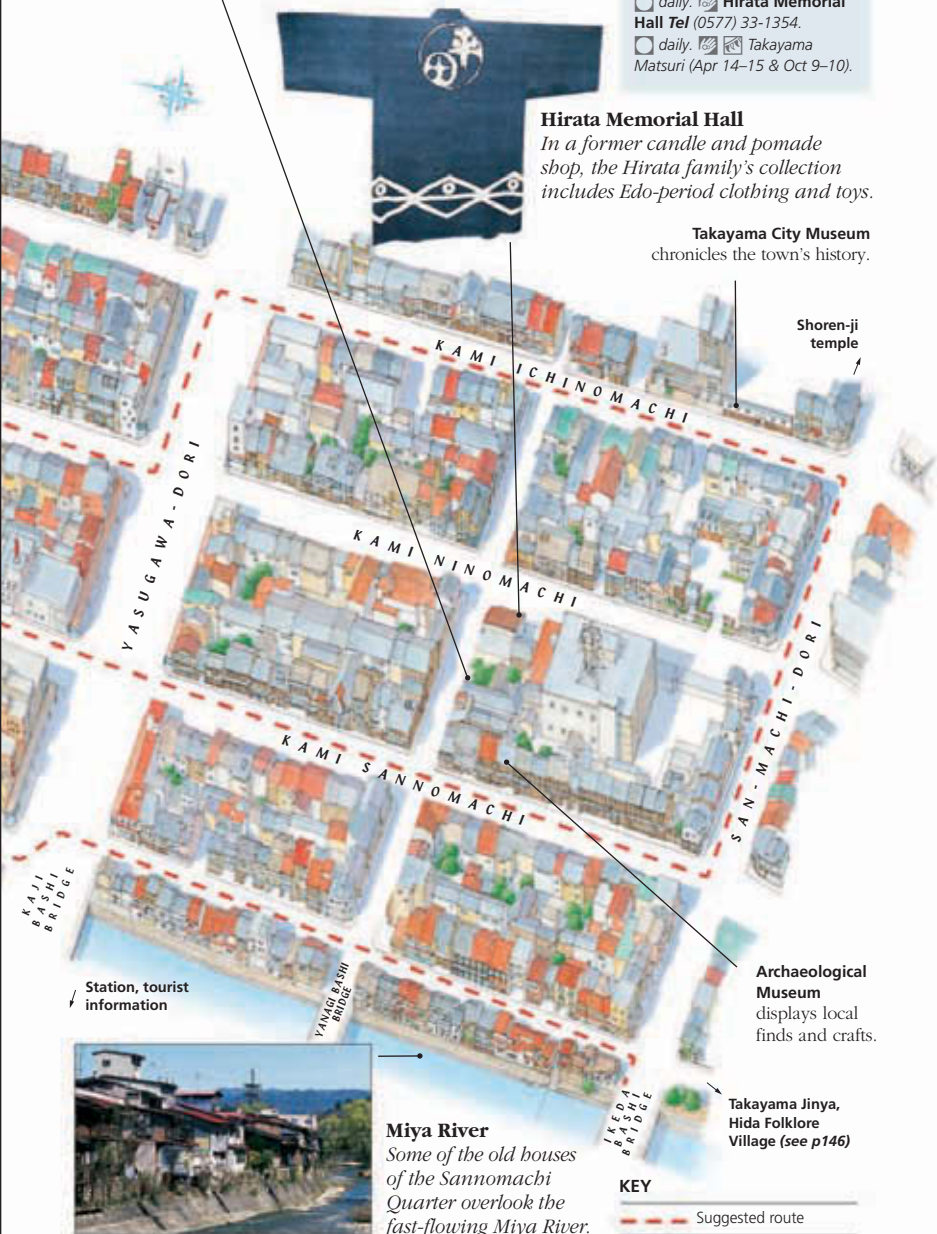 daily. Hirata Memorial
Hall Tel (0577) 33-1354.
daily. Takayama
Matsuri (Apr 14–15 & Oct 9–10).
Hirata Memorial Hall
In a former candle and pomade
shop, the Hirata family's collection
includes Edo-period clothing and toys.
Takayama City Museum
chronicles the town's history.
Shoren-ji
temple
KAMI ICHINOMACHI
YASUGAWA-DORI
KAMI NINOMACHI
SAN-MACHI-DORI
KAMI SANNOMACHI
KAJI
BASHI
BRIDGE
Station, tourist
information
YANAGI BASHI
BRIDGE
Archaeological
Museum
displays local
finds and crafts.
IKEDA
BASHI
BRIDGE
Takayama Jinya,
Hida Folklore
Village (see p146)
Miya River
Some of the old houses
of the Sannomachi
Quarter overlook the
fast-flowing Miya River.
KEY
Suggested route